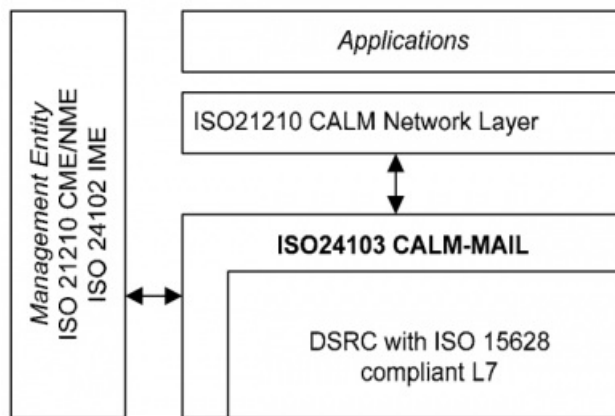 Management Entity
ISO 21210 CME/NME
ISO 24102 IME
Applications
ISO21210 CALM Network Layer
ISO24103 CALM-MAIL
DSRC with ISO 15628
compliant L7